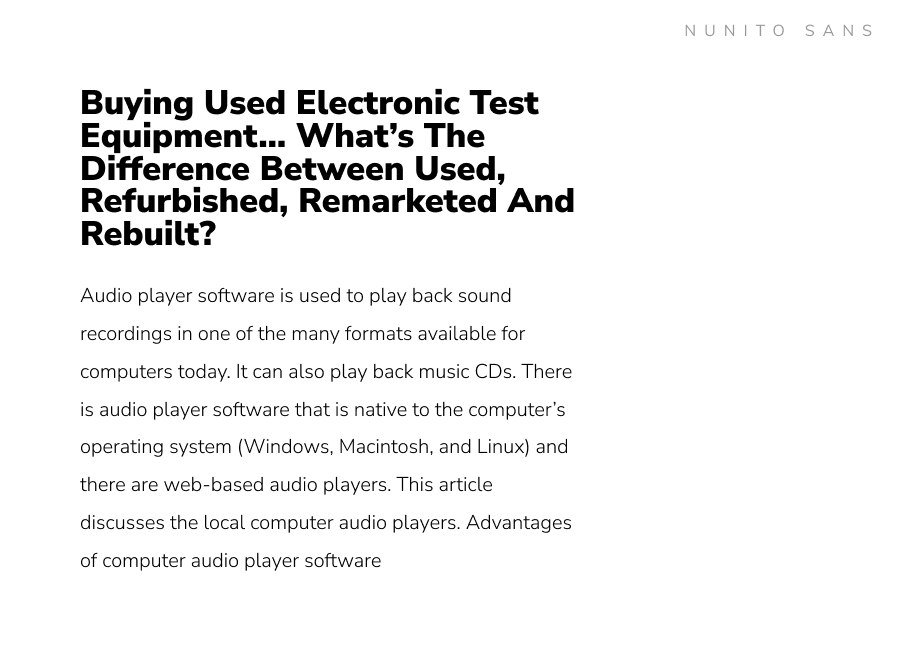 NUNITO SANS
Buying Used Electronic Test
Equipment… What’s The
Difference Between Used,
Refurbished, Remarketed And
Rebuilt?
Audio player software is used to play back sound
recordings in one of the many formats available for
computers today. It can also play back music CDs. There
is audio player software that is native to the computer’s
operating system (Windows, Macintosh, and Linux) and
there are web-based audio players. This article
discusses the local computer audio players. Advantages
of computer audio player software